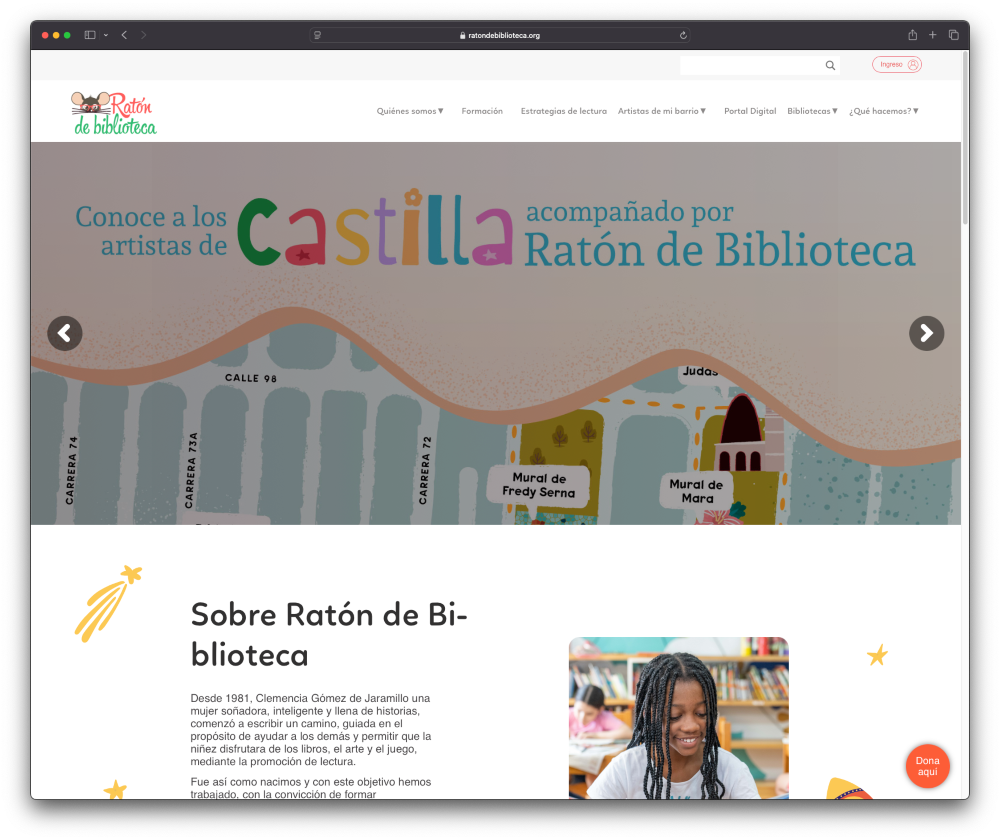 ratondebiblioteca.org
Ingreso
Ratón
de biblioteca
Quiénes somos▼ Formación Estrategias de lectura Artistas de mi barrio▼ Portal Digital Bibliotecas▼ ¿Qué hacemos?▼
Conoce a los
artistas de
Castilla
acompañado por
Ratón de Biblioteca
CALLE 98
Judas
CARRERA 74
CARRERA 73A
CARRERA 72
Mural de
Fredy Serna
Mural de
Mara
Sobre Ratón de Bi-
blioteca
Desde 1981, Clemencia Gómez de Jaramillo una
mujer soñadora, inteligente y llena de historias,
comenzó a escribir un camino, guiada en el
propósito de ayudar a los demás y permitir que la
niñez disfrutara de los libros, el arte y el juego,
mediante la promoción de lectura.
Fue así como nacimos y con este objetivo hemos
trabajado, con la convicción de formar
Dona
aquí